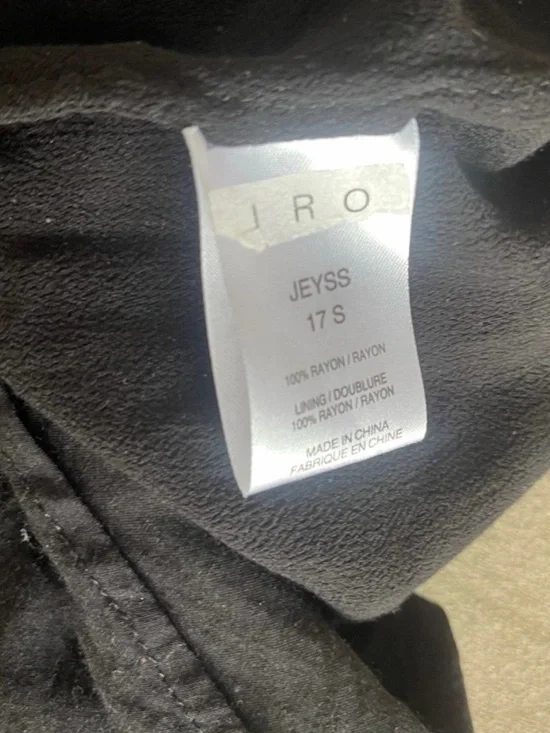 IRO
JEYSS
17 S
100% RAYON / RAYON
LINING / DOUBLURE
100% RAYON / RAYON
MADE IN CHINA
FABRIQUE EN CHINE